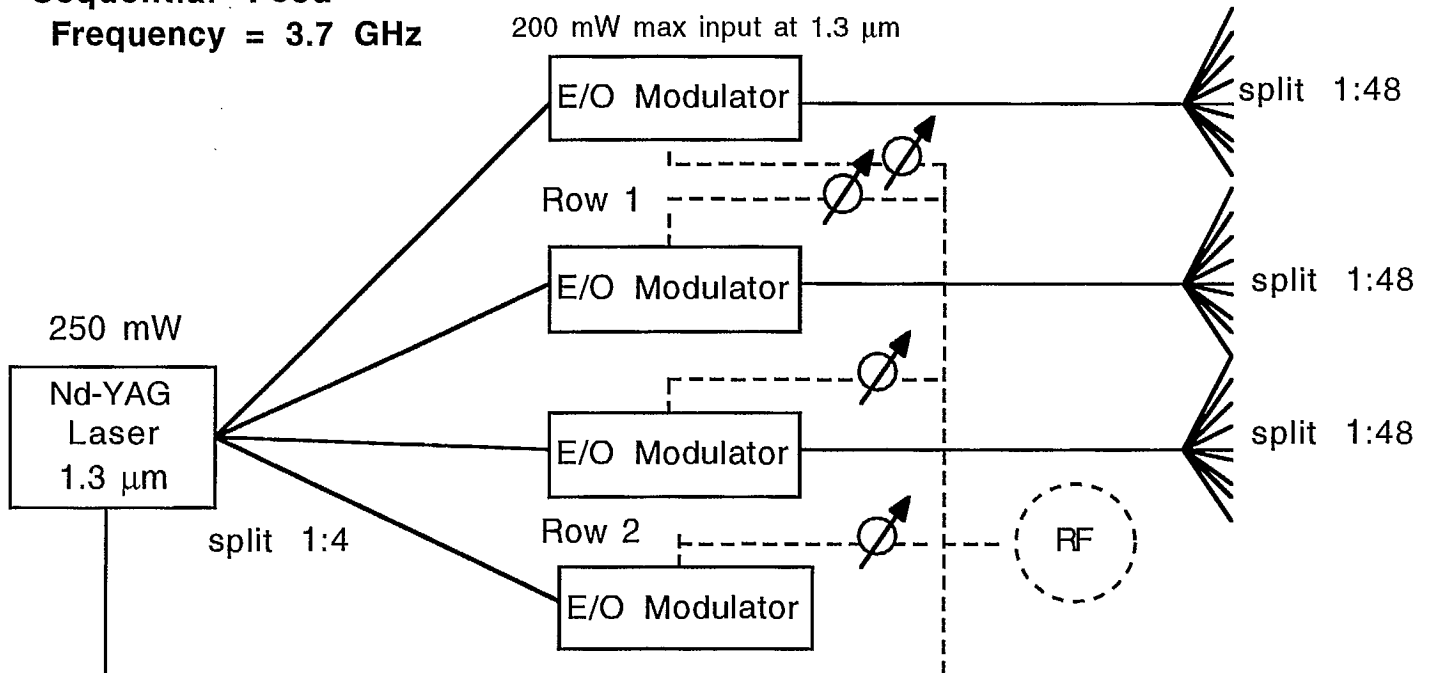 Frequency = 3.7 GHz
200 mW max input at 1.3 μm
E/O Modulator
split 1:48
Row 1
E/O Modulator
split 1:48
250 mW
Nd-YAG
Laser
1.3 μm
E/O Modulator
split 1:48
split 1:4
Row 2
RF
E/O Modulator